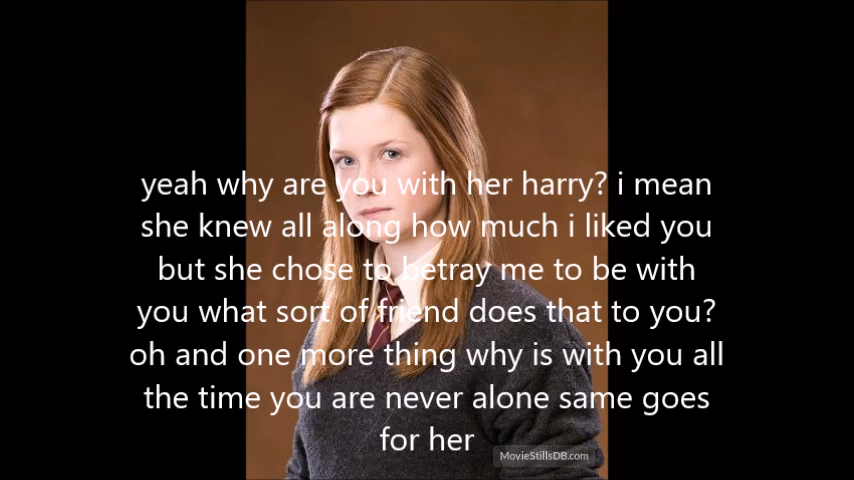 yeah why are you with her harry? i mean
she knew all along how much i liked you
but she chose to betray me to be with
you what sort of friend does that to you?
oh and one more thing why is with you all
the time you are never alone same goes
for her
MovieStillsDB.com